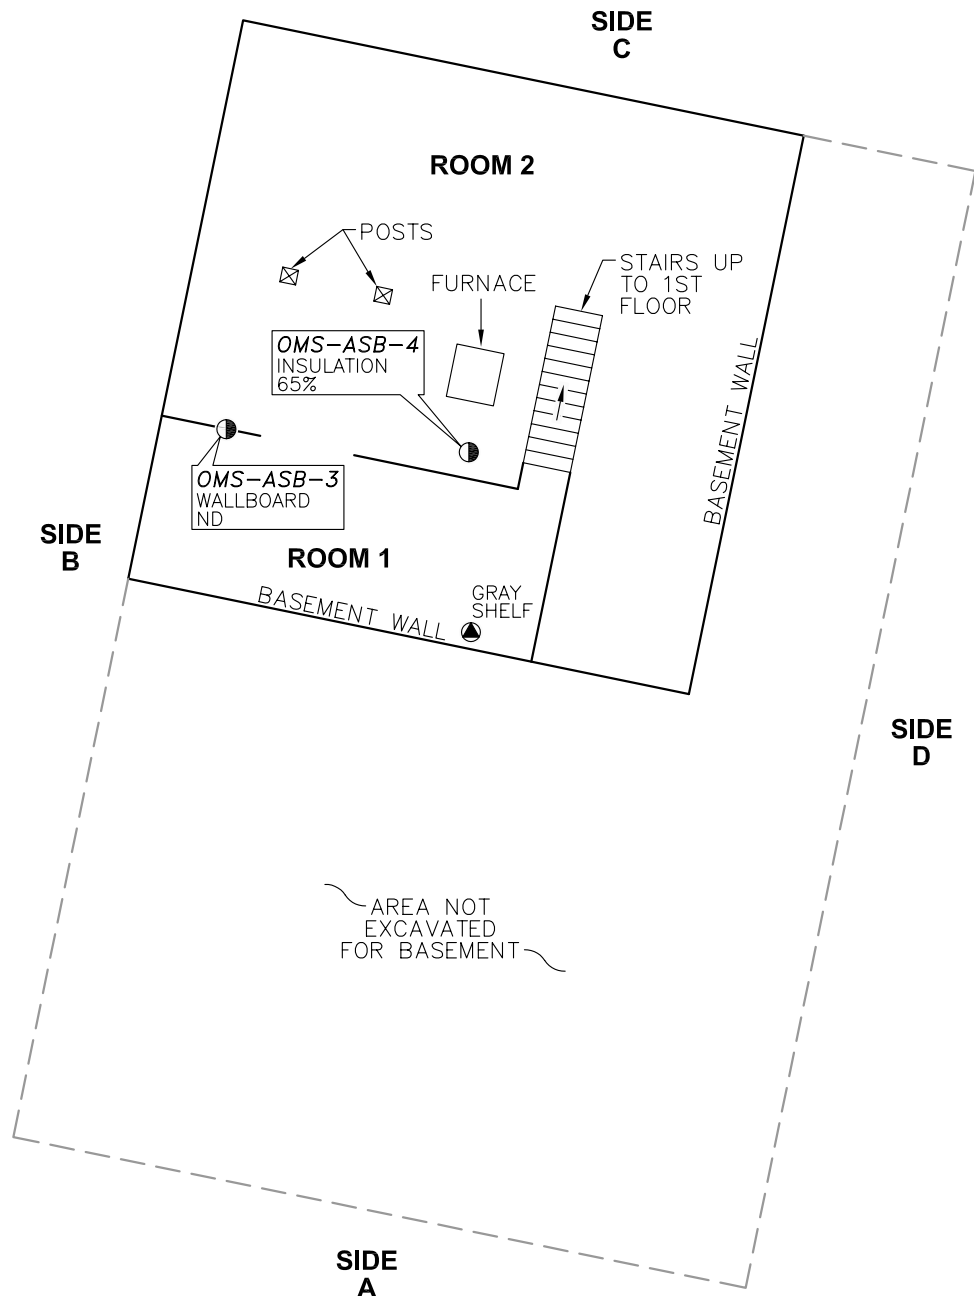 SIDE
C
ROOM 2
POSTS
FURNACE
STAIRS UP
TO 1ST
FLOOR
OMS-ASB-4
INSULATION
65%
BASEMENT WALL
OMS-ASB-3
WALLBOARD
ND
SIDE
B
ROOM 1
GRAY
SHELF
BASEMENT WALL
SIDE
D
AREA NOT
EXCAVATED
FOR BASEMENT
SIDE
A